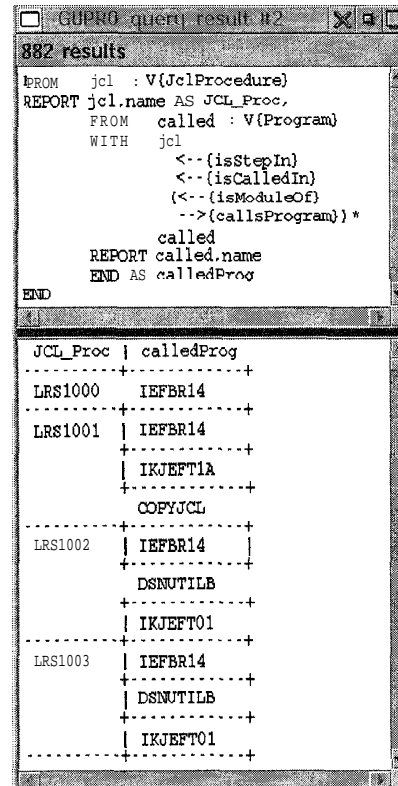 GUPRO query result #2
882 results
FROM jcl : V{JclProcedure}
REPORT jcl.name AS JCL_Proc,
FROM called : V{Program}
WITH jcl
<--{isStepIn}
<--{isCalledIn}
(<--{isModuleOf}
-->{callsProgram})*
called
REPORT called.name
END AS calledProg
END
JCL_Proc | calledProg
---------+-----------+
LRS1000 IEFBR14
---------+-----------+
LRS1001 | IEFBR14
+-----------+
| IKJEFT1A
+-----------+
COPYJCL
---------+-----------+
LRS1002 | IEFBR14 |
+-----------+
DSNUTILB
+-----------+
| IKJEFT01
---------+-----------+
LRS1003 | IEFBR14
+-----------+
| DSNUTILB
+-----------+
| IKJEFT01
---------+-----------+